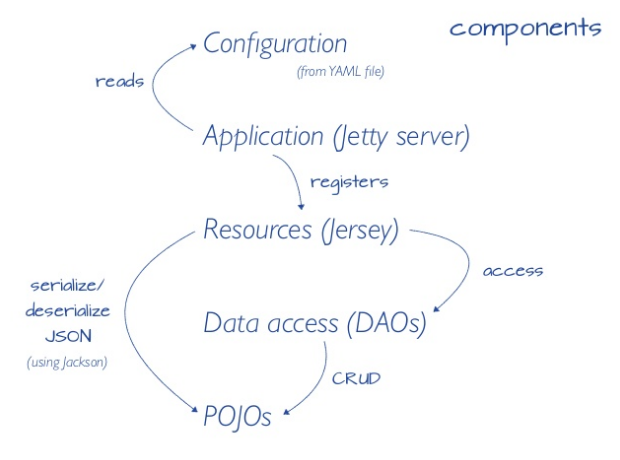 components
Configuration
(from YAML file)
reads
Application (Jetty server)
registers
Resources (Jersey)
access
serialize/
deserialize
JSON
(using Jackson)
Data access (DAOs)
CRUD
POJOs